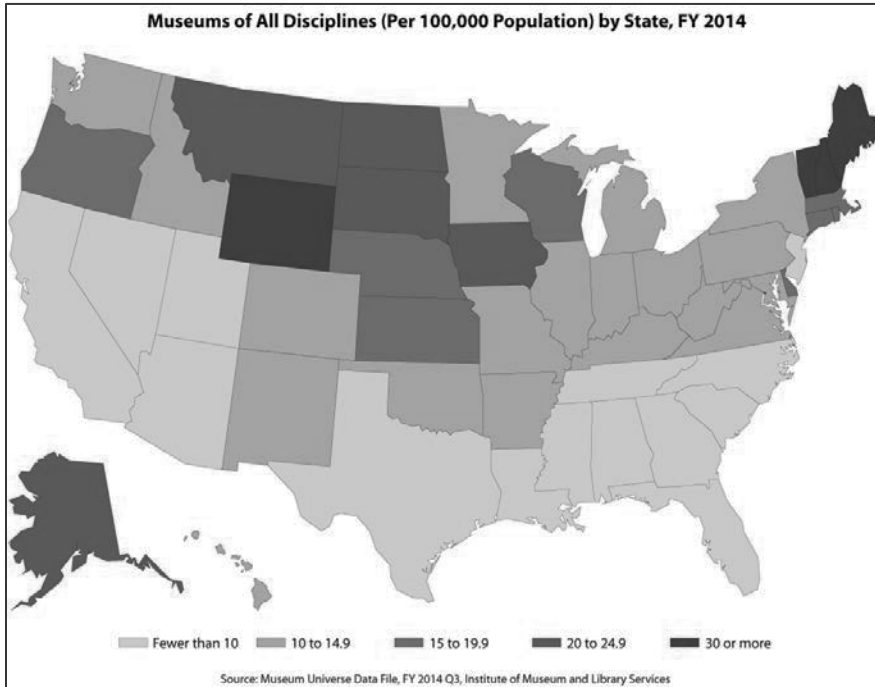 Museums of All Disciplines (Per 100,000 Population) by State, FY 2014
Fewer than 10 10 to 14.9 15 to 19.9 20 to 24.9 30 or more
Source: Museum Universe Data File, FY 2014 Q3, Institute of Museum and Library Services